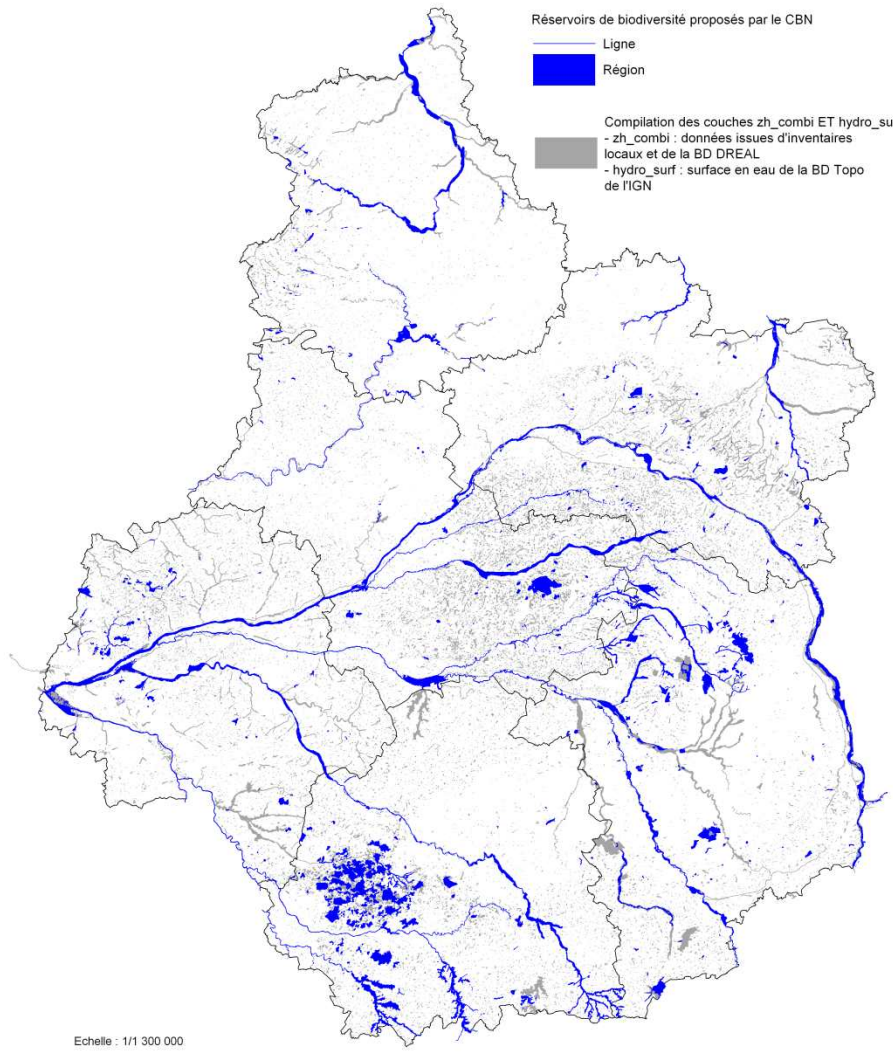 Réservoirs de biodiversité proposés par le CBN
Ligne
Région
Compilation des couches zh_combi ET hydro_su
- zh_combi : données issues d'inventaires
locaux et de la BD DREAL
- hydro_surf : surface en eau de la BD Topo
de l'IGN
Echelle : 1/1 300 000